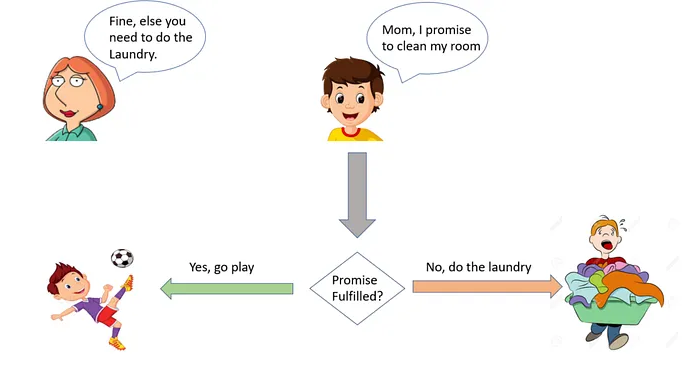 Fine, else you
need to do the
Laundry.
Mom, I promise
to clean my room
Yes, go play
Promise
Fulfilled?
No, do the laundry